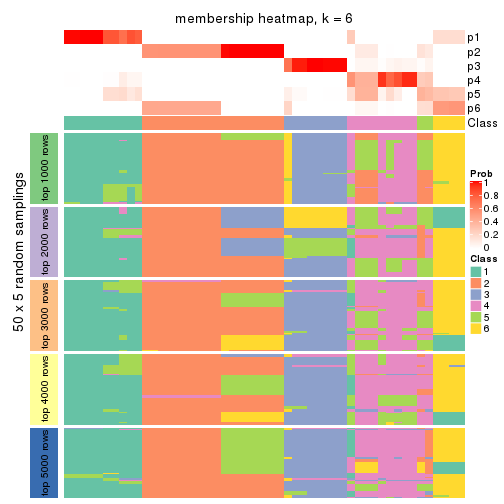 membership heatmap, k = 6
p1
p2
p3
p4
p5
p6
Class
50 x 5 random samplings
top 1000 rows
top 2000 rows
top 3000 rows
top 4000 rows
top 5000 rows
Prob
1
0.8
0.6
0.4
0.2
0
Class
1
2
3
4
5
6